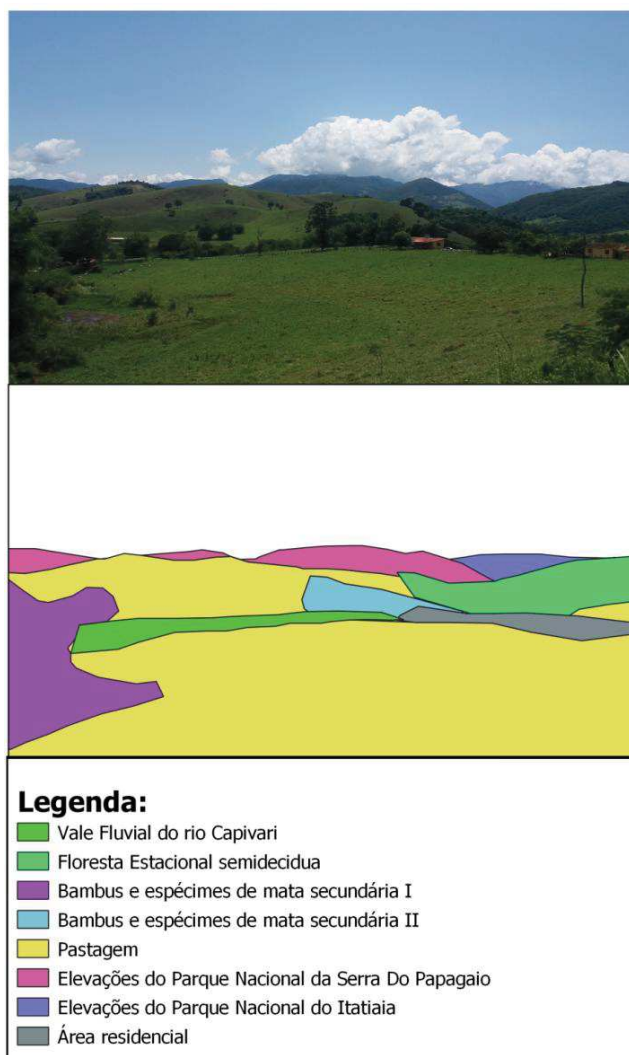 Legenda:
Vale Fluvial do rio Capivari
Floresta Estacional semidecidua
Bambus e espécimes de mata secundária I
Bambus e espécimes de mata secundária II
Pastagem
Elevações do Parque Nacional da Serra Do Papagaio
Elevações do Parque Nacional do Itatiaia
Área residencial